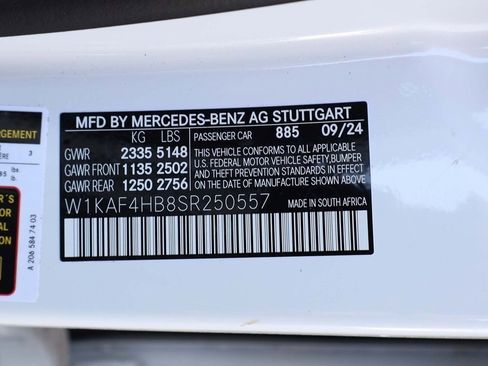 MFD BY MERCEDES-BENZ AG STUTTGART
KG LBS
PASSENGER CAR 885 09/24
GVWR 2335 5148
GAWR FRONT 1135 2502
GAWR REAR 1250 2756
THIS VEHICLE CONFORMS TO ALL APPLICABLE
U.S. FEDERAL MOTOR VEHICLE SAFETY, BUMPER
AND THEFT PREVENTION STANDARDS IN EFFECT
ON THE DATE OF MANUFACTURE SHOWN ABOVE.
W1KAF4HB8SR250557
MADE IN SOUTH AFRICA
3
lbs
lb.
A 206 584 74 03